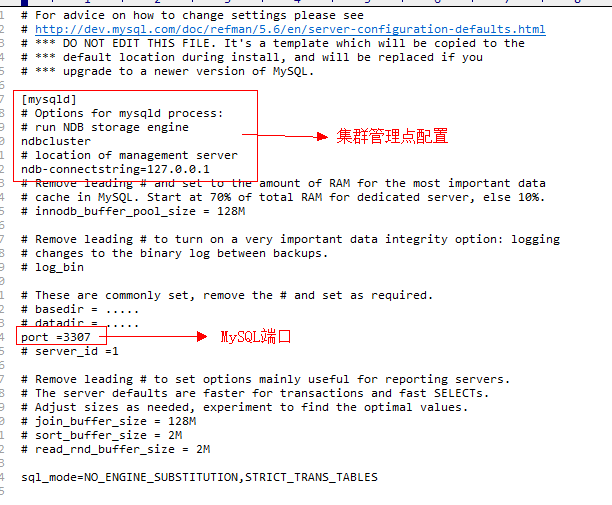 # For advice on how to change settings please see
# http://dev.mysql.com/doc/refman/5.6/en/server-configuration-defaults.html
# *** DO NOT EDIT THIS FILE. It's a template which will be copied to the
# *** default location during install, and will be replaced if you
# *** upgrade to a newer version of MySQL.
[mysqld]
# Options for mysqld process:
# run NDB storage engine
ndbcluster
集群管理点配置
# location of management server
ndb-connectstring=127.0.0.1
# Remove leading # and set to the amount of RAM for the most important data
# cache in MySQL. Start at 70% of total RAM for dedicated server, else 10%.
# innodb_buffer_pool_size = 128M
# Remove leading # to turn on a very important data integrity option: logging
# changes to the binary log between backups.
# log_bin
# These are commonly set, remove the # and set as required.
# basedir = .....
# datadir = .....
port =3307
MySQL端口
# server_id =1
# Remove leading # to set options mainly useful for reporting servers.
# The server defaults are faster for transactions and fast SELECTs.
# Adjust sizes as needed, experiment to find the optimal values.
# join_buffer_size = 128M
# sort_buffer_size = 2M
# read_rnd_buffer_size = 2M
sql_mode=NO_ENGINE_SUBSTITUTION,STRICT_TRANS_TABLES